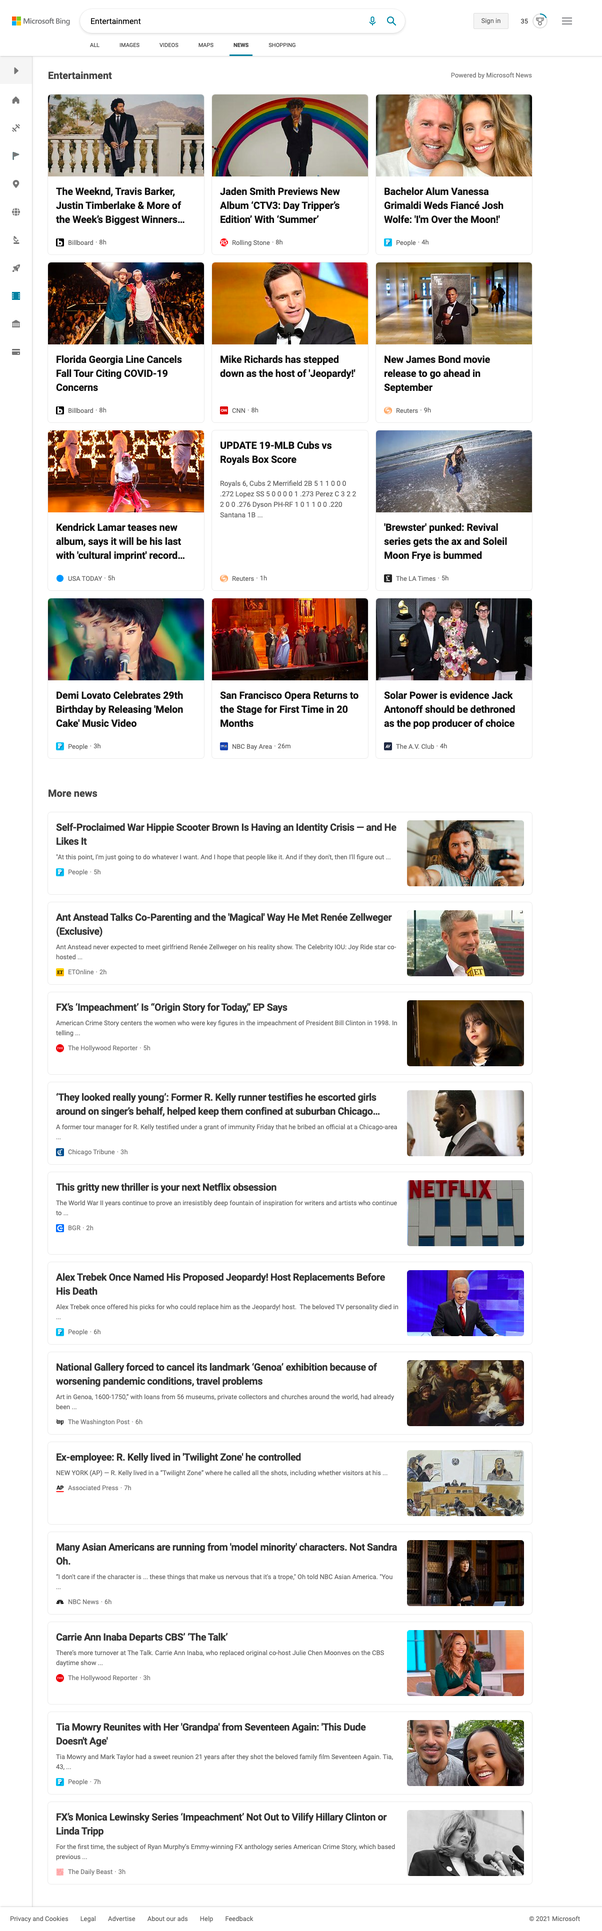 Microsoft Bing
Entertainment
Sign in
35
ALL
IMAGES
VIDEOS
MAPS
NEWS
SHOPPING
Entertainment
Powered by Microsoft News
The Weeknd, Travis Barker,
Justin Timberlake & More of
the Week's Biggest Winners...
Billboard · 8h
Jaden Smith Previews New
Album 'CTV3: Day Tripper's
Edition' With 'Summer'
Rolling Stone · 8h
Bachelor Alum Vanessa
Grimaldi Weds Fiancé Josh
Wolfe: 'I'm Over the Moon!'
People · 4h
Florida Georgia Line Cancels
Fall Tour Citing COVID-19
Concerns
Billboard · 8h
Mike Richards has stepped
down as the host of 'Jeopardy!'
CNN · 8h
New James Bond movie
release to go ahead in
September
Reuters · 9h
Kendrick Lamar teases new
album, says it will be his last
with 'cultural imprint' record...
USA TODAY · 5h
UPDATE 19-MLB Cubs vs
Royals Box Score
Royals 6, Cubs 2 Merrifield 2B 5 1 1 0 0 0
.272 Lopez SS 5 0 0 0 0 1 .273 Perez C 3 2 2
2 0 0 .276 Dyson PH-RF 1 0 1 1 0 0 .220
Santana 1B ...
Reuters · 1h
'Brewster' punked: Revival
series gets the ax and Soleil
Moon Frye is bummed
The LA Times · 5h
Demi Lovato Celebrates 29th
Birthday by Releasing 'Melon
Cake' Music Video
People · 3h
San Francisco Opera Returns to
the Stage for First Time in 20
Months
NBC Bay Area · 26m
Solar Power is evidence Jack
Antonoff should be dethroned
as the pop producer of choice
The A.V. Club · 4h
More news
Self-Proclaimed War Hippie Scooter Brown Is Having an Identity Crisis — and He
Likes It
"At this point, I'm just going to do whatever I want. And I hope that people like it. And if they don't, then I'll figure out ...
People · 5h
Ant Anstead Talks Co-Parenting and the 'Magical' Way He Met Renée Zellweger
(Exclusive)
Ant Anstead never expected to meet girlfriend Renée Zellweger on his reality show. The Celebrity IOU: Joy Ride star co-
hosted ...
ETOnline · 2h
FX's 'Impeachment' Is "Origin Story for Today," EP Says
American Crime Story centers the women who were key figures in the impeachment of President Bill Clinton in 1998. In
telling ...
The Hollywood Reporter · 5h
'They looked really young': Former R. Kelly runner testifies he escorted girls
around on singer's behalf, helped keep them confined at suburban Chicago...
A former tour manager for R. Kelly testified under a grant of immunity Friday that he bribed an official at a Chicago-area
...
Chicago Tribune · 3h
This gritty new thriller is your next Netflix obsession
The World War II years continue to prove an irresistibly deep fountain of inspiration for writers and artists who continue
to ...
BGR · 2h
NETFLIX
Alex Trebek Once Named His Proposed Jeopardy! Host Replacements Before
His Death
Alex Trebek once offered his picks for who could replace him as the Jeopardy! host. The beloved TV personality died in
...
People · 6h
National Gallery forced to cancel its landmark 'Genoa' exhibition because of
worsening pandemic conditions, travel problems
Art in Genoa, 1600-1750," with loans from 56 museums, private collectors and churches around the world, had already
been ...
The Washington Post · 6h
Ex-employee: R. Kelly lived in 'Twilight Zone' he controlled
NEW YORK (AP) — R. Kelly lived in a "Twilight Zone" where he called all the shots, including whether visitors at his ...
Associated Press · 7h
Many Asian Americans are running from 'model minority' characters. Not Sandra
Oh.
"I don't care if the character is ... these things that make us nervous that it's a trope," Oh told NBC Asian America. "You
...
NBC News · 6h
Carrie Ann Inaba Departs CBS' 'The Talk'
There's more turnover at The Talk. Carrie Ann Inaba, who replaced original co-host Julie Chen Moonves on the CBS
daytime show ...
The Hollywood Reporter · 3h
Tia Mowry Reunites with Her 'Grandpa' from Seventeen Again: 'This Dude
Doesn't Age'
Tia Mowry and Mark Taylor had a sweet reunion 21 years after they shot the beloved family film Seventeen Again. Tia,
43, ...
People · 7h
FX's Monica Lewinsky Series 'Impeachment' Not Out to Vilify Hillary Clinton or
Linda Tripp
For the first time, the subject of Ryan Murphy's Emmy-winning FX anthology series American Crime Story, which based
previous ...
The Daily Beast · 3h
Privacy and Cookies
Legal
Advertise
About our ads
Help
Feedback
© 2021 Microsoft